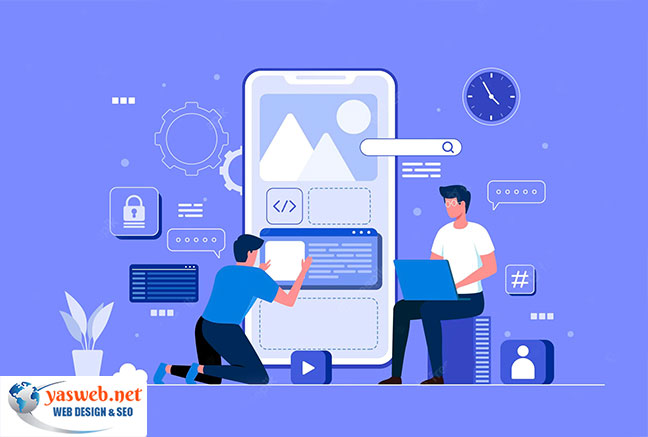 </>
#
yasweb.net
WEB DESIGN & SEO